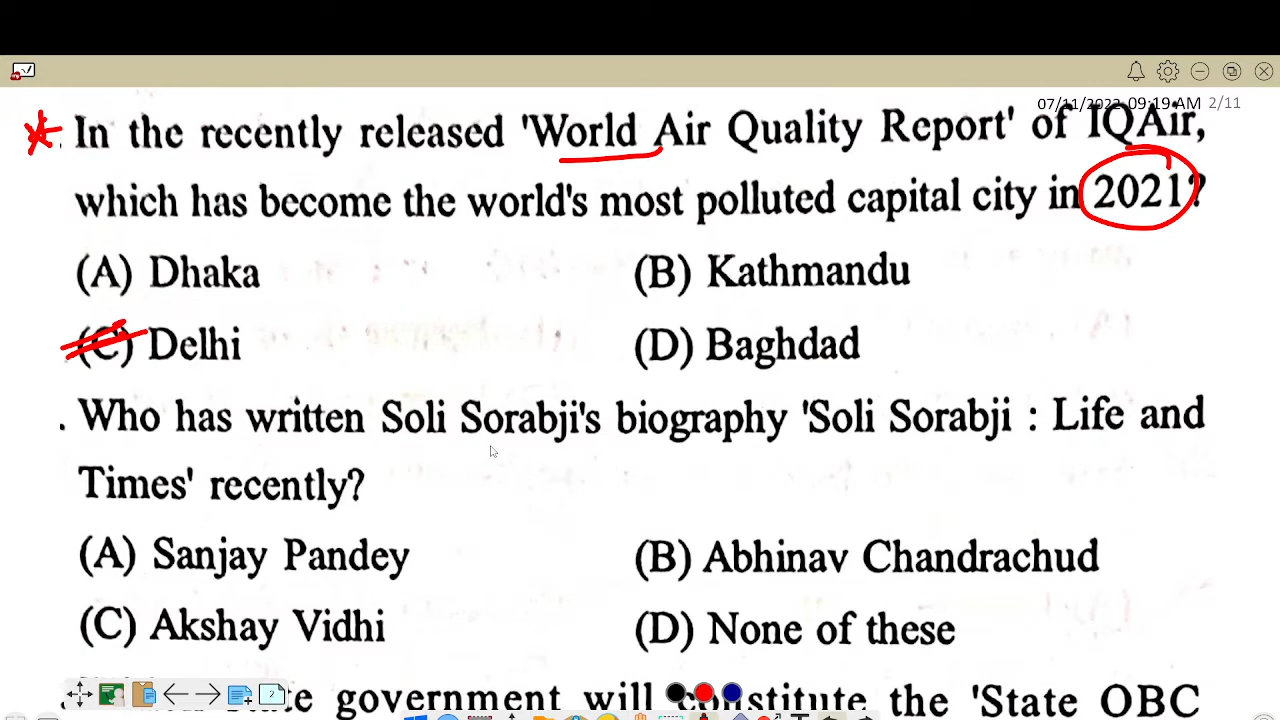 07/11/2022 09:19 AM 2/11
In the recently released 'World Air Quality Report' of IQAir,
which has become the world's most polluted capital city in 2021?
(A) Dhaka (B) Kathmandu
(C) Delhi (D) Baghdad
. Who has written Soli Sorabji's biography 'Soli Sorabji : Life and
Times' recently?
(A) Sanjay Pandey (B) Abhinav Chandrachud
(C) Akshay Vidhi (D) None of these
government will constitute the 'State OBC
2